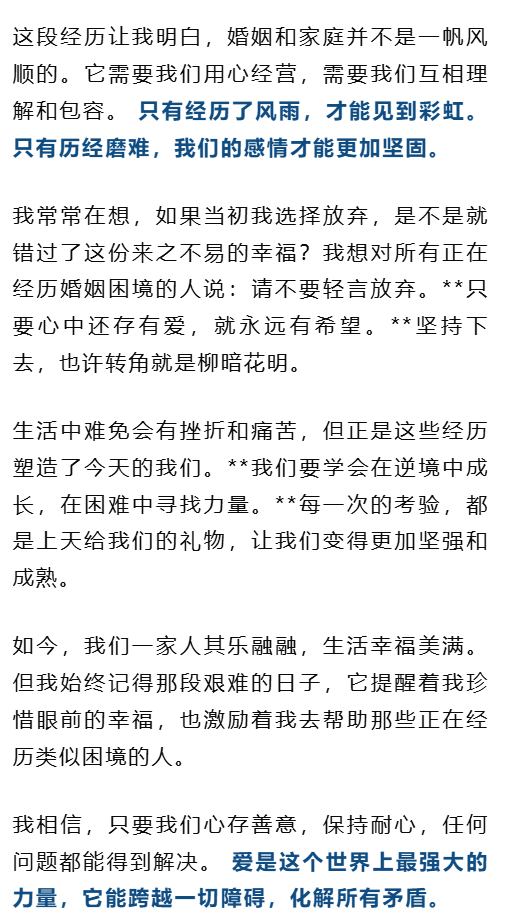 这段经历让我明白，婚姻和家庭并不是一帆风
顺的。它需要我们用心经营，需要我们互相理
解和包容。 只有经历了风雨，才能见到彩虹。
只有历经磨难，我们的感情才能更加坚固。
我常常在想，如果当初我选择放弃，是不是就
错过了这份来之不易的幸福？我想对所有正在
经历婚姻困境的人说：请不要轻言放弃。**只
要心中还存有爱，就永远有希望。**坚持下
去，也许转角就是柳暗花明。
生活中难免会有挫折和痛苦，但正是这些经历
塑造了今天的我们。**我们要学会在逆境中成
长，在困难中寻找力量。**每一次的考验，都
是上天给我们的礼物，让我们变得更加坚强和
成熟。
如今，我们一家人其乐融融，生活幸福美满。
但我始终记得那段艰难的日子，它提醒着我珍
惜眼前的幸福，也激励着我去帮助那些正在经
历类似困境的人。
我相信，只要我们心存善意，保持耐心，任何
问题都能得到解决。 爱是这个世界上最强大的
力量，它能跨越一切障碍，化解所有矛盾。